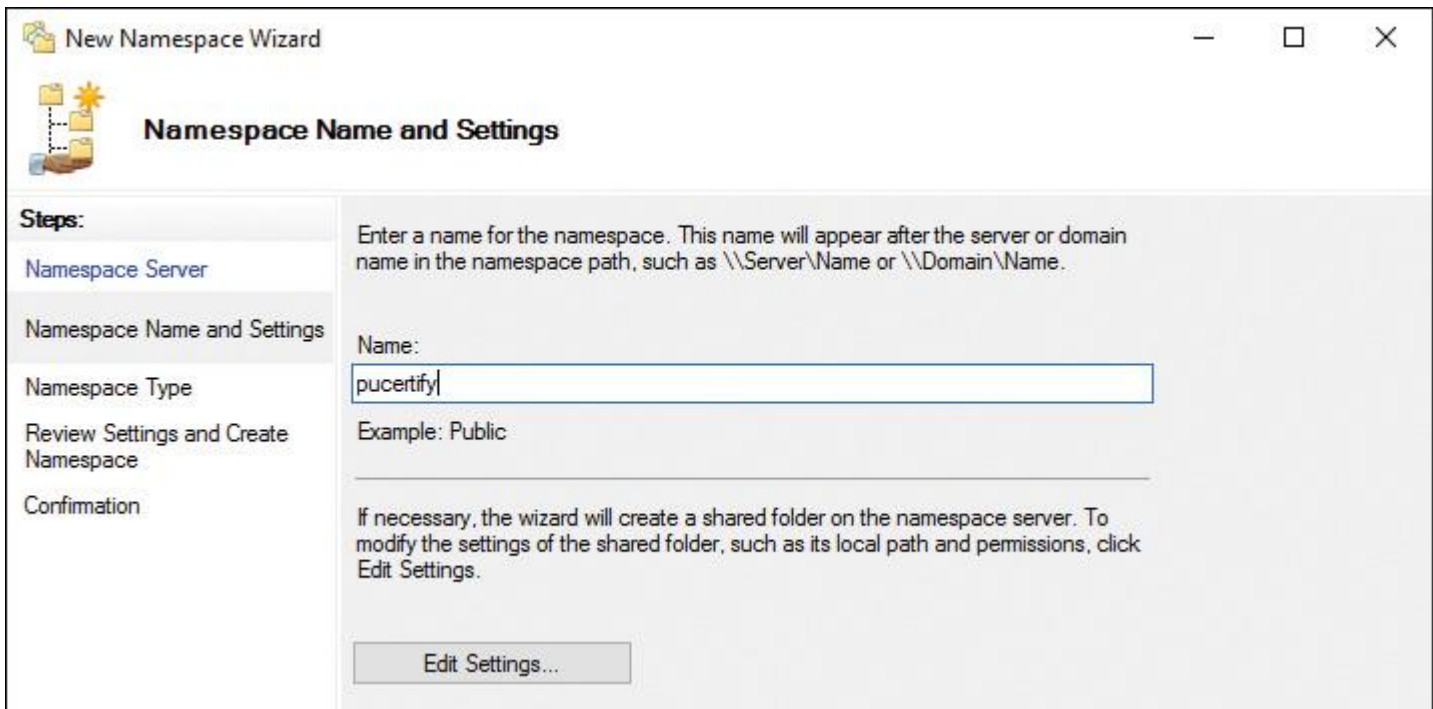 New Namespace Wizard
Namespace Name and Settings
Steps:
Namespace Server
Namespace Name and Settings
Namespace Type
Review Settings and Create
Namespace
Confirmation
Enter a name for the namespace. This name will appear after the server or domain
name in the namespace path, such as \\Server\Name or \\Domain\Name.
Name:
pucertify
Example: Public
If necessary, the wizard will create a shared folder on the namespace server. To
modify the settings of the shared folder, such as its local path and permissions, click
Edit Settings.
Edit Settings...